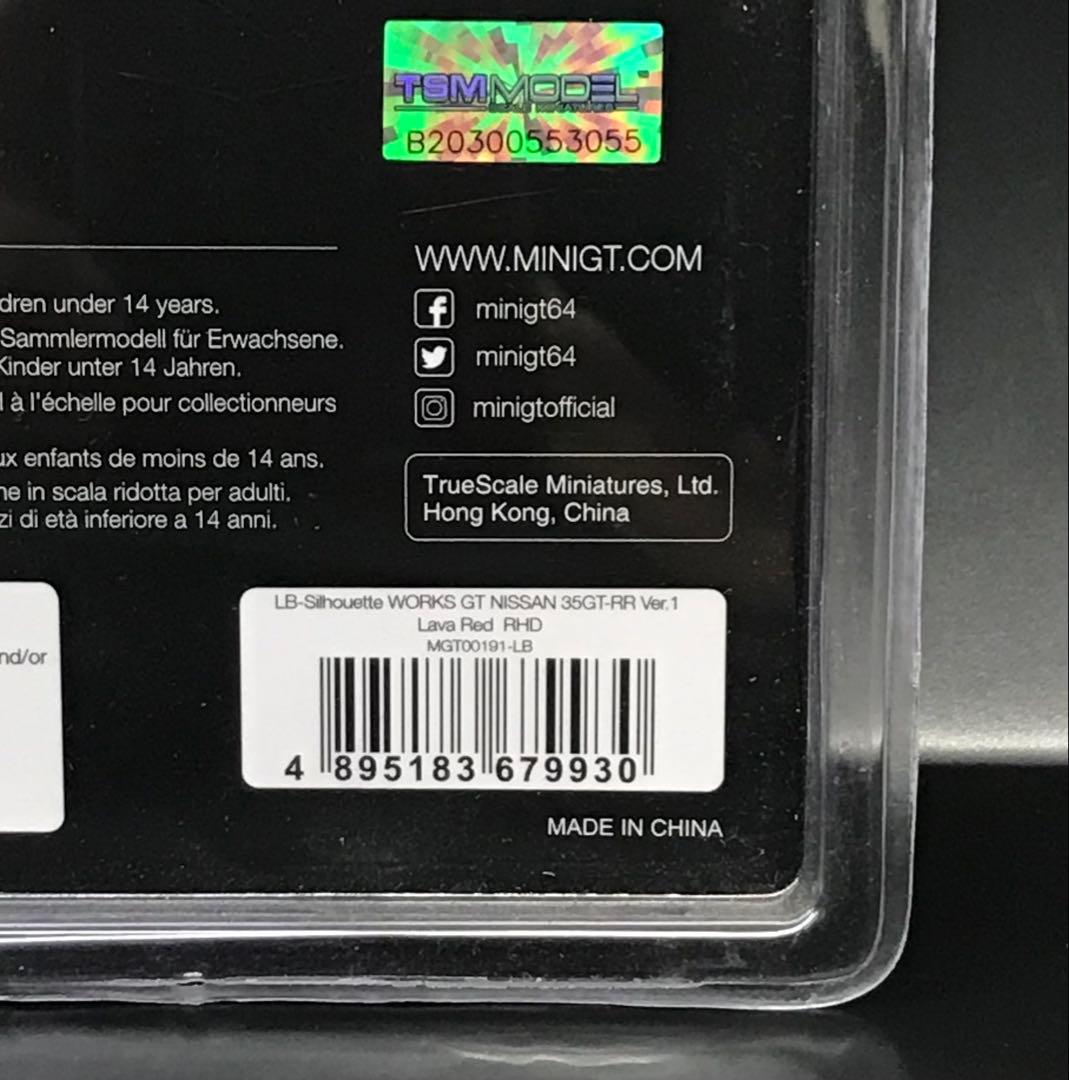 TSMMODEL
B20300553055
WWW.MINIGT.COM
minigt64
minigt64
minigtofficial
dren under 14 years.
Sammlermodell für Erwachsene.
Kinder unter 14 Jahren.
l à l'échelle pour collectionneurs
ux enfants de moins de 14 ans.
ne in scala ridotta per adulti.
zi di età inferiore a 14 anni.
TrueScale Miniatures, Ltd.
Hong Kong, China
nd/or
LB-Silhouette WORKS GT NISSAN 35GT-RR Ver.1
Lava Red RHD
MGT00191-LB
4 895183 679930
MADE IN CHINA